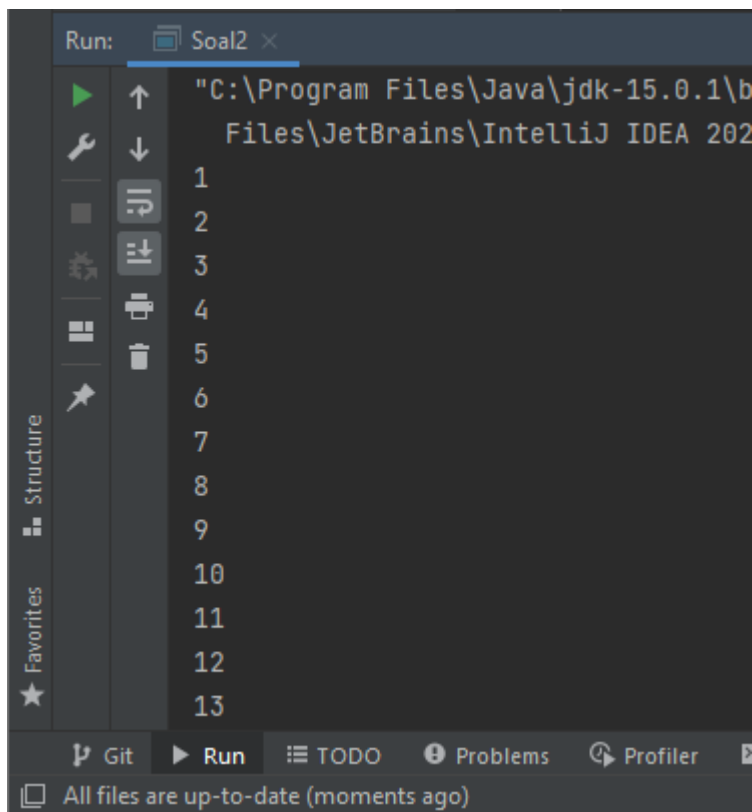 Run: Soal2
"C:\Program Files\Java\jdk-15.0.1\b
Files\JetBrains\IntelliJ IDEA 202
1
2
3
4
5
6
7
8
9
10
11
12
13
Structure
Favorites
Git Run TODO Problems Profiler
All files are up-to-date (moments ago)